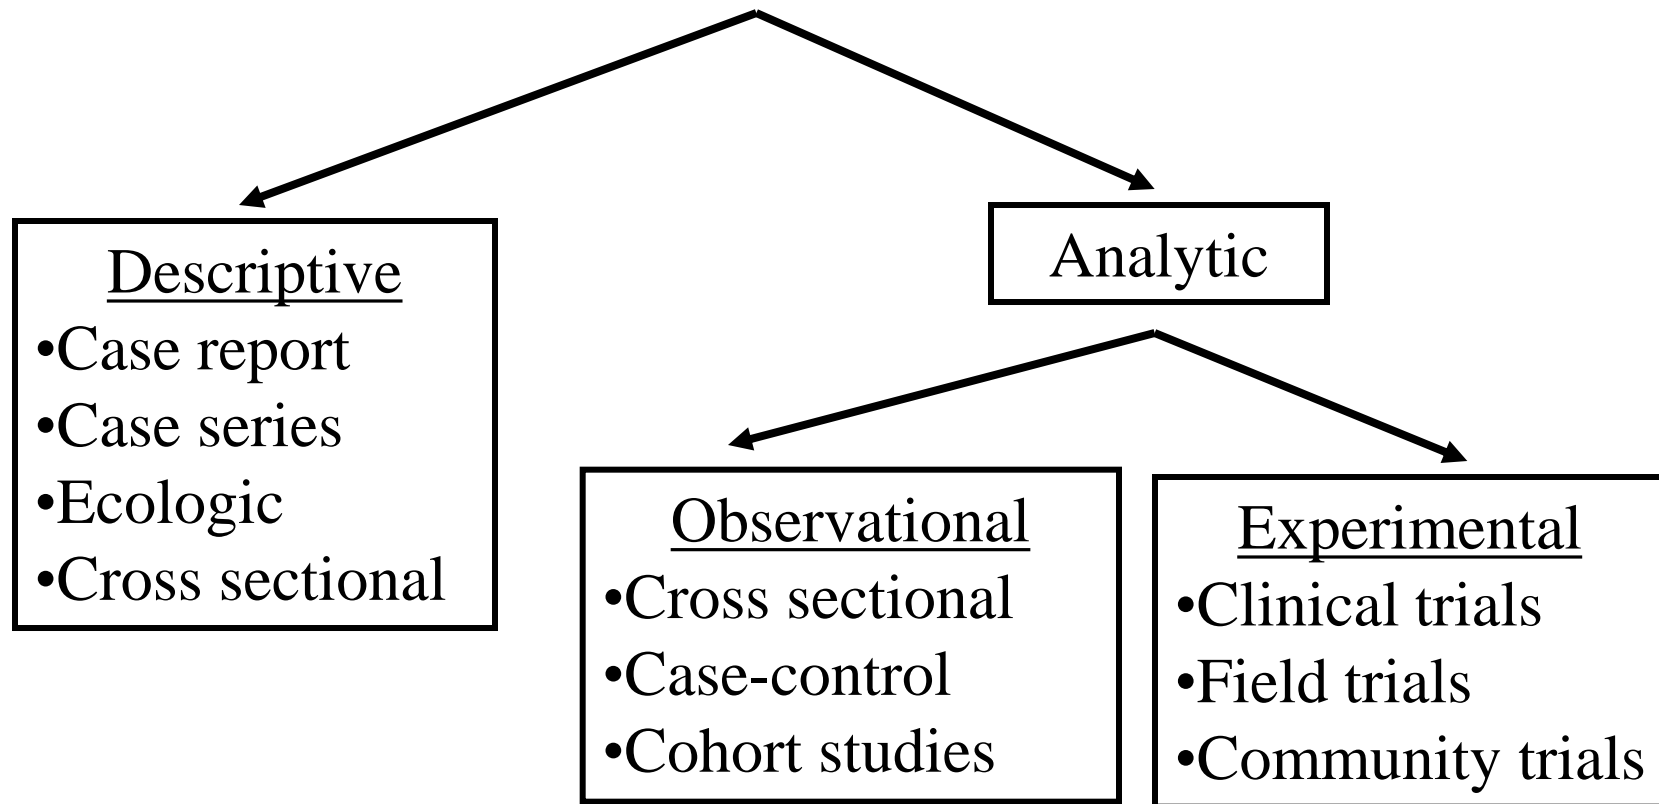 Descriptive
•Case report
•Case series
•Ecologic
•Cross sectional
Analytic
Observational
•Cross sectional
•Case-control
•Cohort studies
Experimental
•Clinical trials
•Field trials
•Community trials